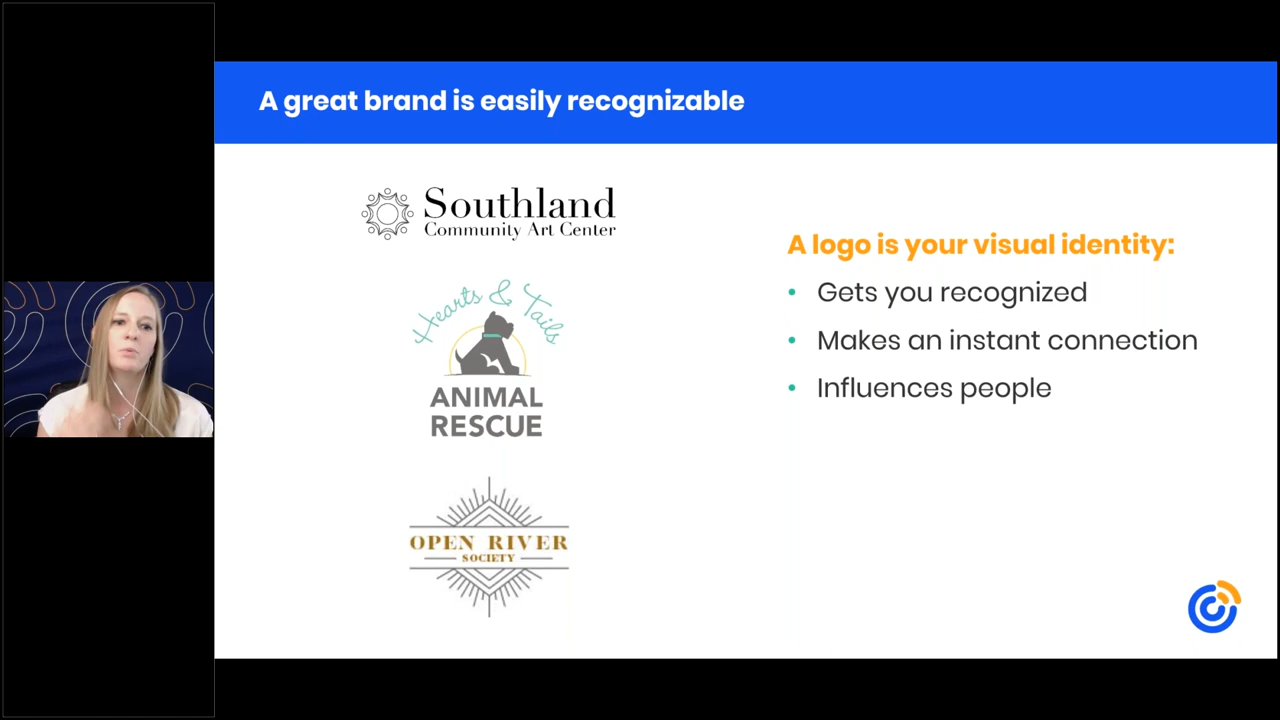 A great brand is easily recognizable
Southland
Community Art Center
Hearts & Tails
ANIMAL
RESCUE
OPEN RIVER
SOCIETY
A logo is your visual identity:
• Gets you recognized
• Makes an instant connection
• Influences people